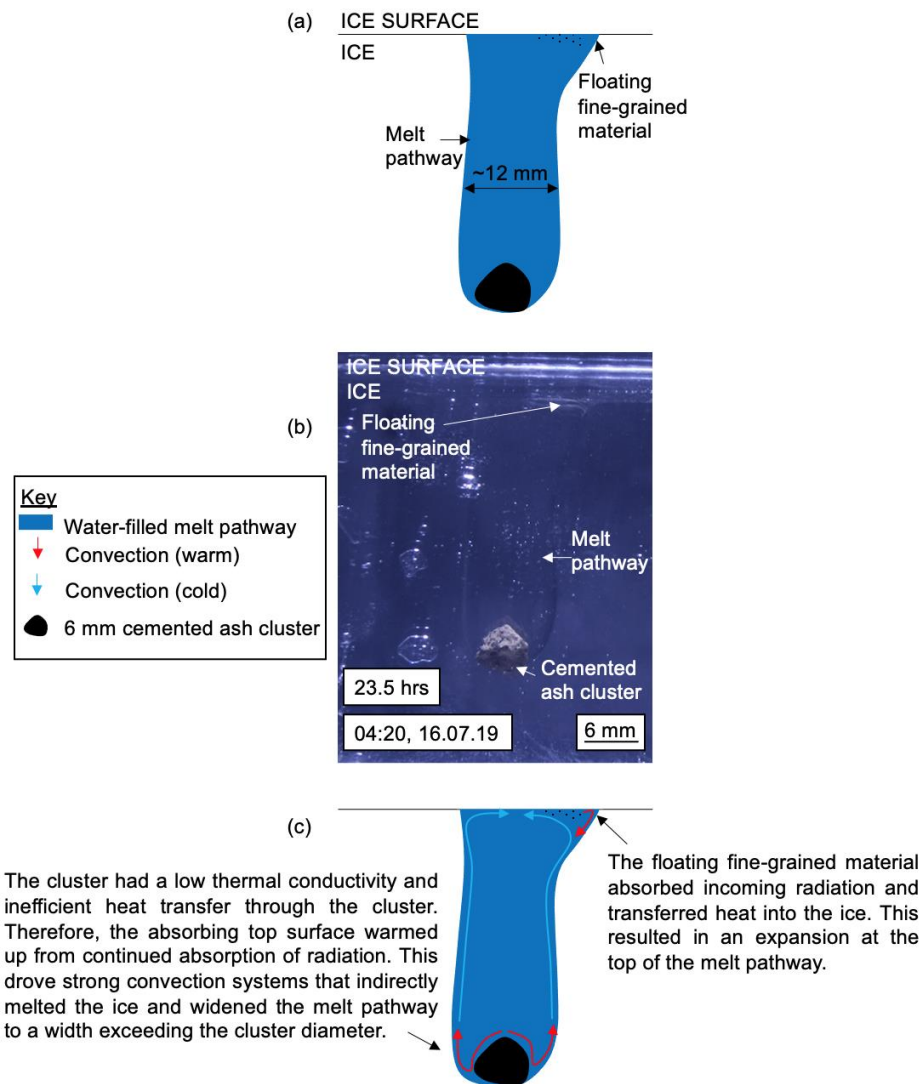 (a)
ICE SURFACE
ICE
Floating
fine-grained
material
Melt
pathway
~12 mm
(b)
ICE SURFACE
ICE
Floating
fine-grained
material
Melt
pathway
Cemented
ash cluster
23.5 hrs
04:20, 16.07.19
6 mm
Key
Water-filled melt pathway
Convection (warm)
Convection (cold)
6 mm cemented ash cluster
(c)
The cluster had a low thermal conductivity and
inefficient heat transfer through the cluster.
Therefore, the absorbing top surface warmed
up from continued absorption of radiation. This
drove strong convection systems that indirectly
melted the ice and widened the melt pathway
to a width exceeding the cluster diameter.
The floating fine-grained material
absorbed incoming radiation and
transferred heat into the ice. This
resulted in an expansion at the
top of the melt pathway.